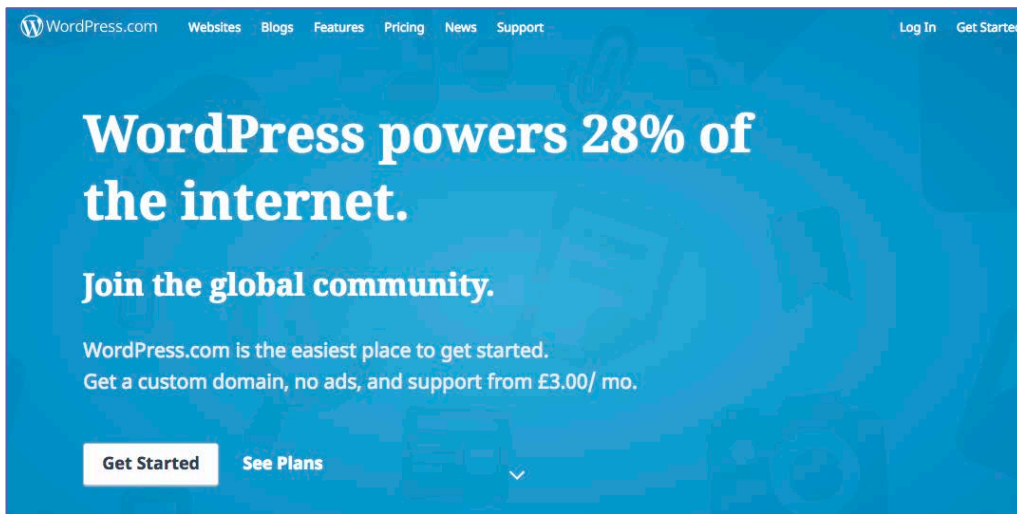 WordPress.com Websites Blogs Features Pricing News Support Log In Get Started
WordPress powers 28% of
the internet.
Join the global community.
WordPress.com is the easiest place to get started.
Get a custom domain, no ads, and support from £3.00/ mo.
Get Started See Plans